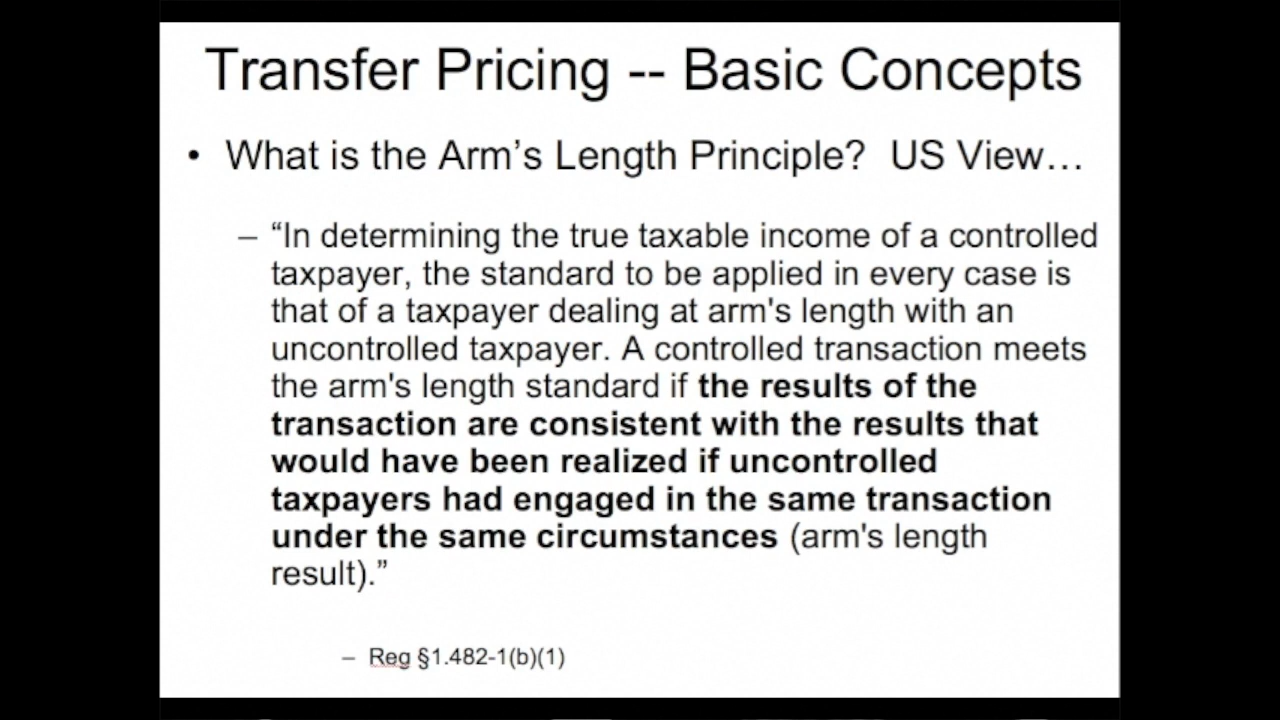 Transfer Pricing -- Basic Concepts
• What is the Arm’s Length Principle?  US View…
– “In determining the true taxable income of a controlled
taxpayer, the standard to be applied in every case is
that of a taxpayer dealing at arm's length with an
uncontrolled taxpayer. A controlled transaction meets
the arm's length standard if the results of the
transaction are consistent with the results that
would have been realized if uncontrolled
taxpayers had engaged in the same transaction
under the same circumstances (arm's length
result).”
– Reg §1.482-1(b)(1)